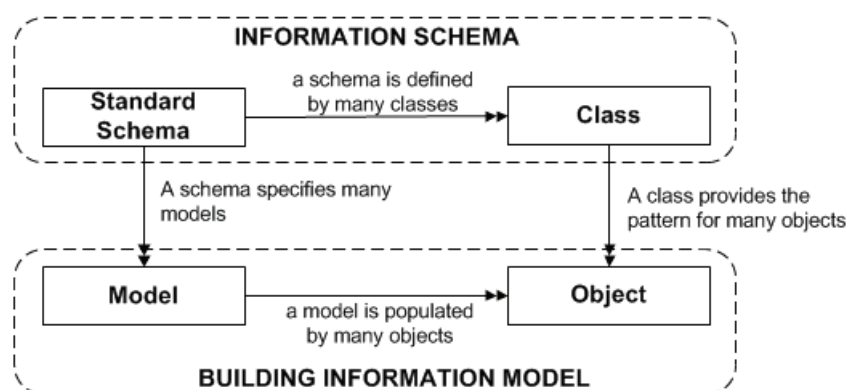 INFORMATION SCHEMA
Standard
Schema
a schema is defined
by many classes
Class
A schema specifies many
models
A class provides the
pattern for many objects
Model
a model is populated
by many objects
Object
BUILDING INFORMATION MODEL